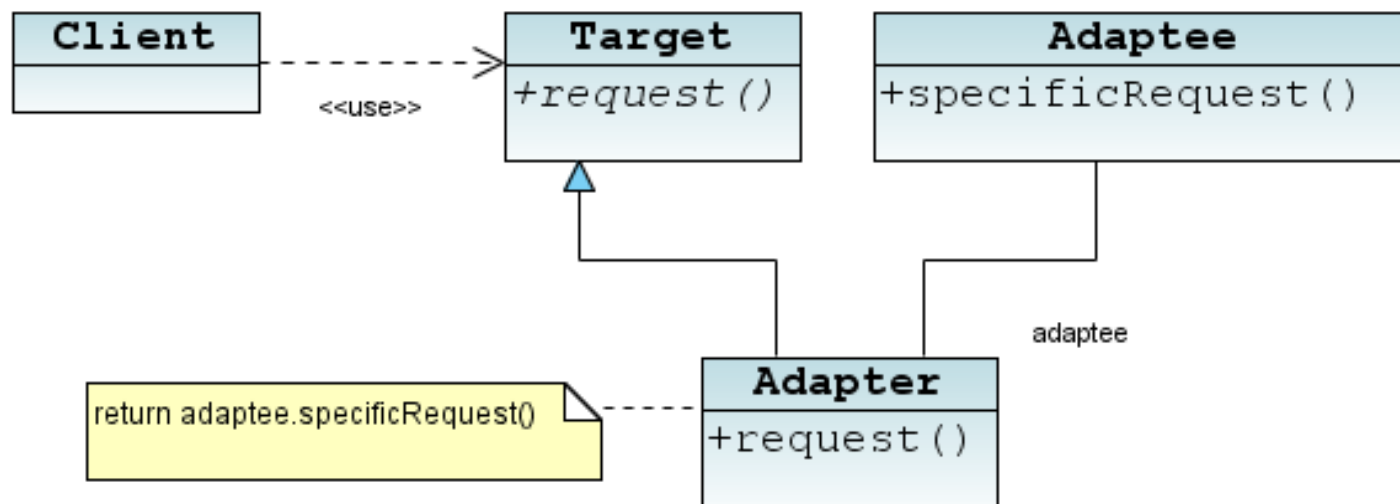 Client
<<use>>
Target
+request()
Adaptee
+specificRequest()
adaptee
return adaptee.specificRequest()
Adapter
+request()